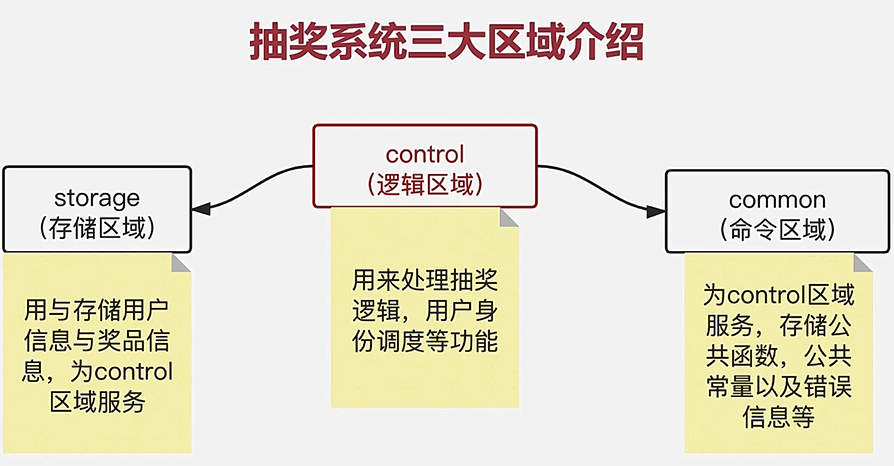 抽奖系统三大区域介绍
storage
（存储区域）
用与存储用户
信息与奖品信
息，为control
区域服务
control
（逻辑区域）
用来处理抽奖
逻辑，用户身
份调度等功能
common
（命令区域）
为control区域
服务，存储公
共函数，公共
常量以及错误
信息等